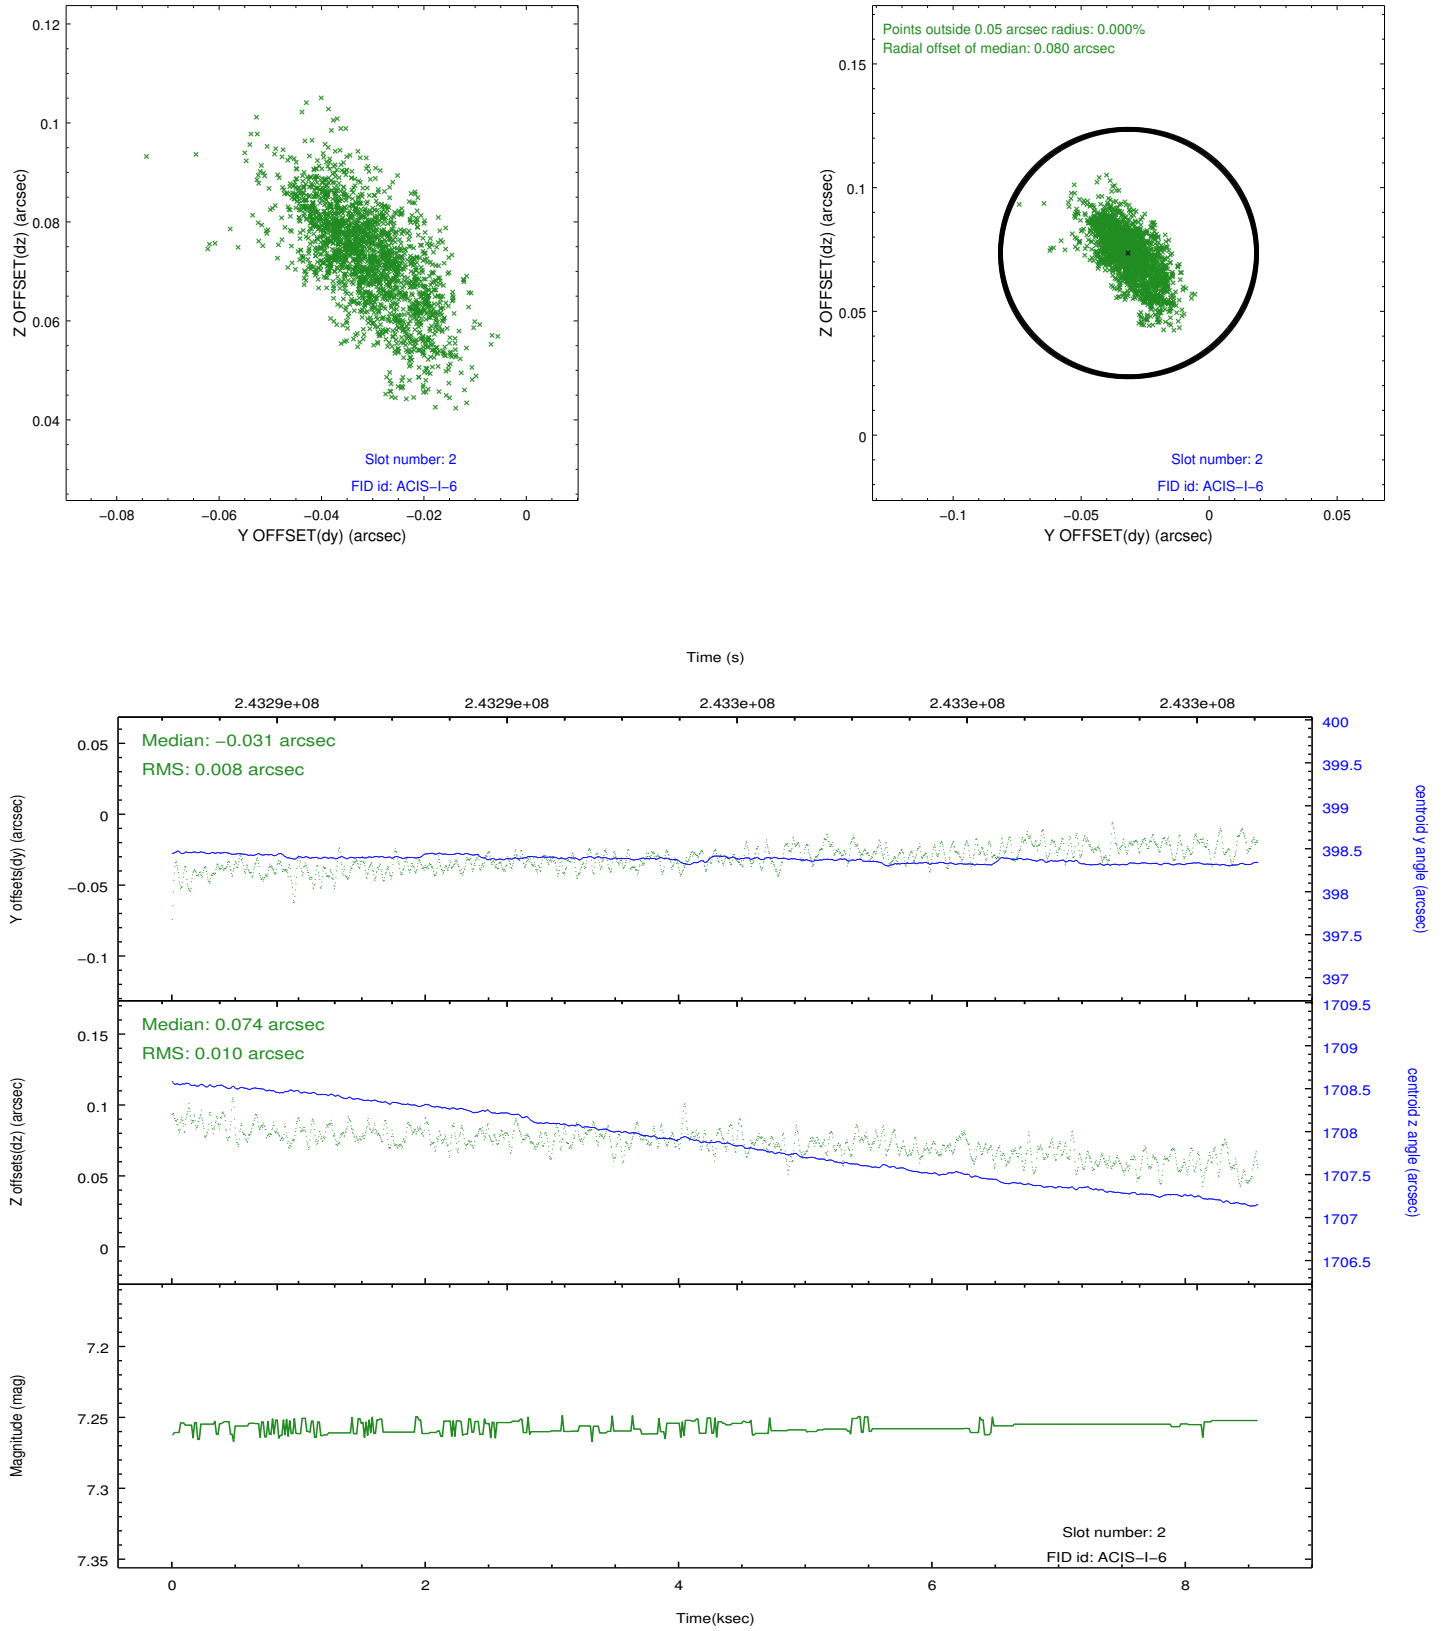 0.12
0.1
0.08
0.06
0.04
Z OFFSET(dz) (arcsec)
Slot number: 2
FID id: ACIS−I−6
−0.08 −0.06 −0.04 −0.02 0
Y OFFSET(dy) (arcsec)
Points outside 0.05 arcsec radius: 0.000%
Radial offset of median: 0.080 arcsec
0.15
0.1
0.05
0
Z OFFSET(dz) (arcsec)
Slot number: 2
FID id: ACIS−I−6
−0.1 −0.05 0 0.05
Y OFFSET(dy) (arcsec)
Time (s)
2.4329e+08 2.4329e+08 2.433e+08 2.433e+08 2.433e+08
Median: −0.031 arcsec
RMS: 0.008 arcsec
0.05
0
−0.05
−0.1
Y offsets(dy) (arcsec)
400
399.5
399
398.5
398
397.5
397
centroid y angle (arcsec)
Median: 0.074 arcsec
RMS: 0.010 arcsec
0.15
0.1
0.05
0
Z offsets(dz) (arcsec)
1709.5
1709
1708.5
1708
1707.5
1707
1706.5
centroid z angle (arcsec)
7.2
7.25
7.3
7.35
Magnitude (mag)
Slot number: 2
FID id: ACIS−I−6
0 2 4 6 8
Time(ksec)